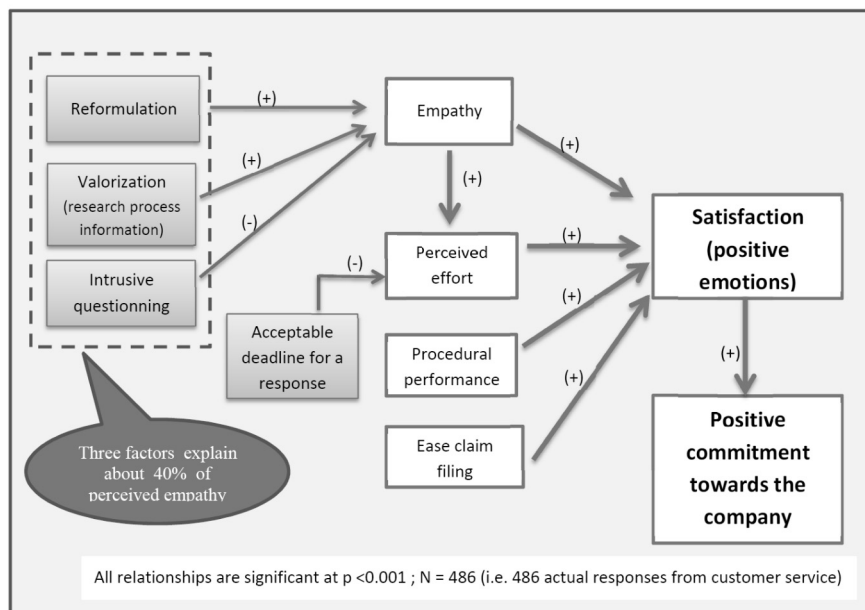 Reformulation
(+)
Empathy
Valorization
(research process
information)
(+)
(-)
(+)
(+)
Intrusive
questionning
(-)
Perceived
effort
(+)
Satisfaction
(positive
emotions)
Acceptable
deadline for a
response
Procedural
performance
(+)
(+)
(+)
Ease claim
filing
Positive
commitment
towards the
company
Three factors explain
about 40% of
perceived empathy
All relationships are significant at p <0.001 ; N = 486 (i.e. 486 actual responses from customer service)